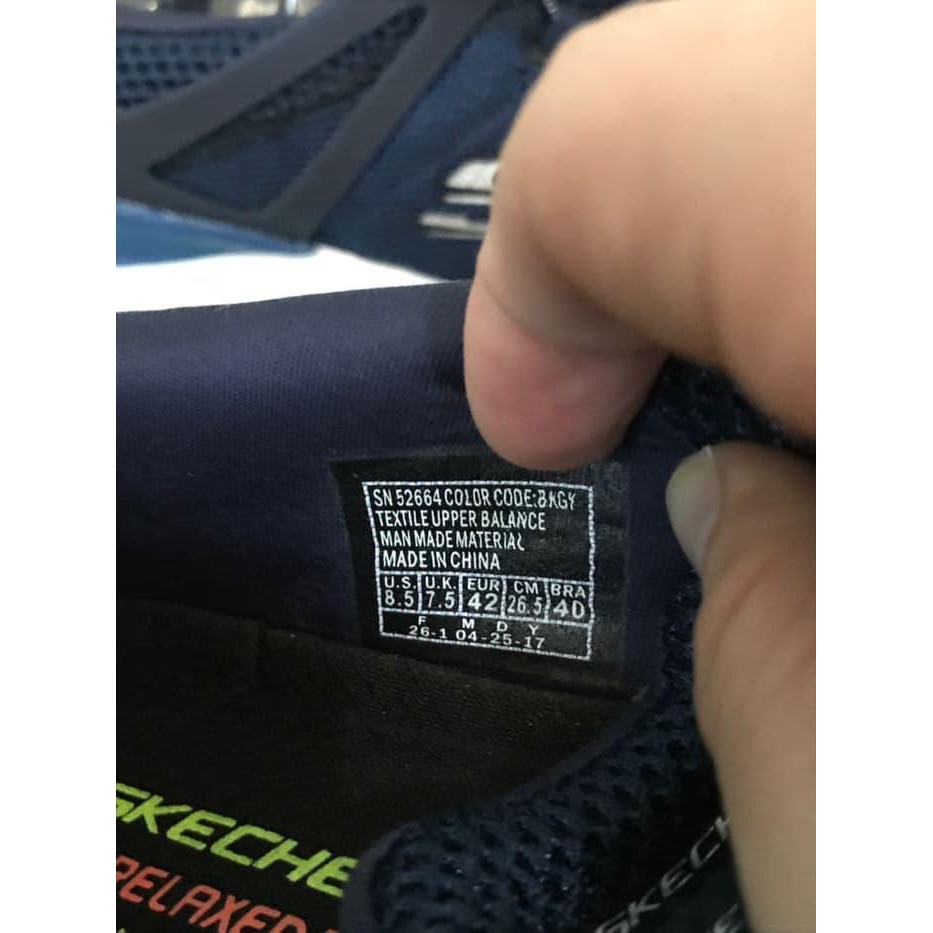 SN 52664 COLOR CODE:BKGY
TEXTILE UPPER BALANCE
MAN MADE MATERIAL
MADE IN CHINA
U.S. U.K. EUR CM BRA
8.5 7.5 42 26.5 40
F M D Y
26-1 04-25-17
SKECHE
RELAXED
SKECH